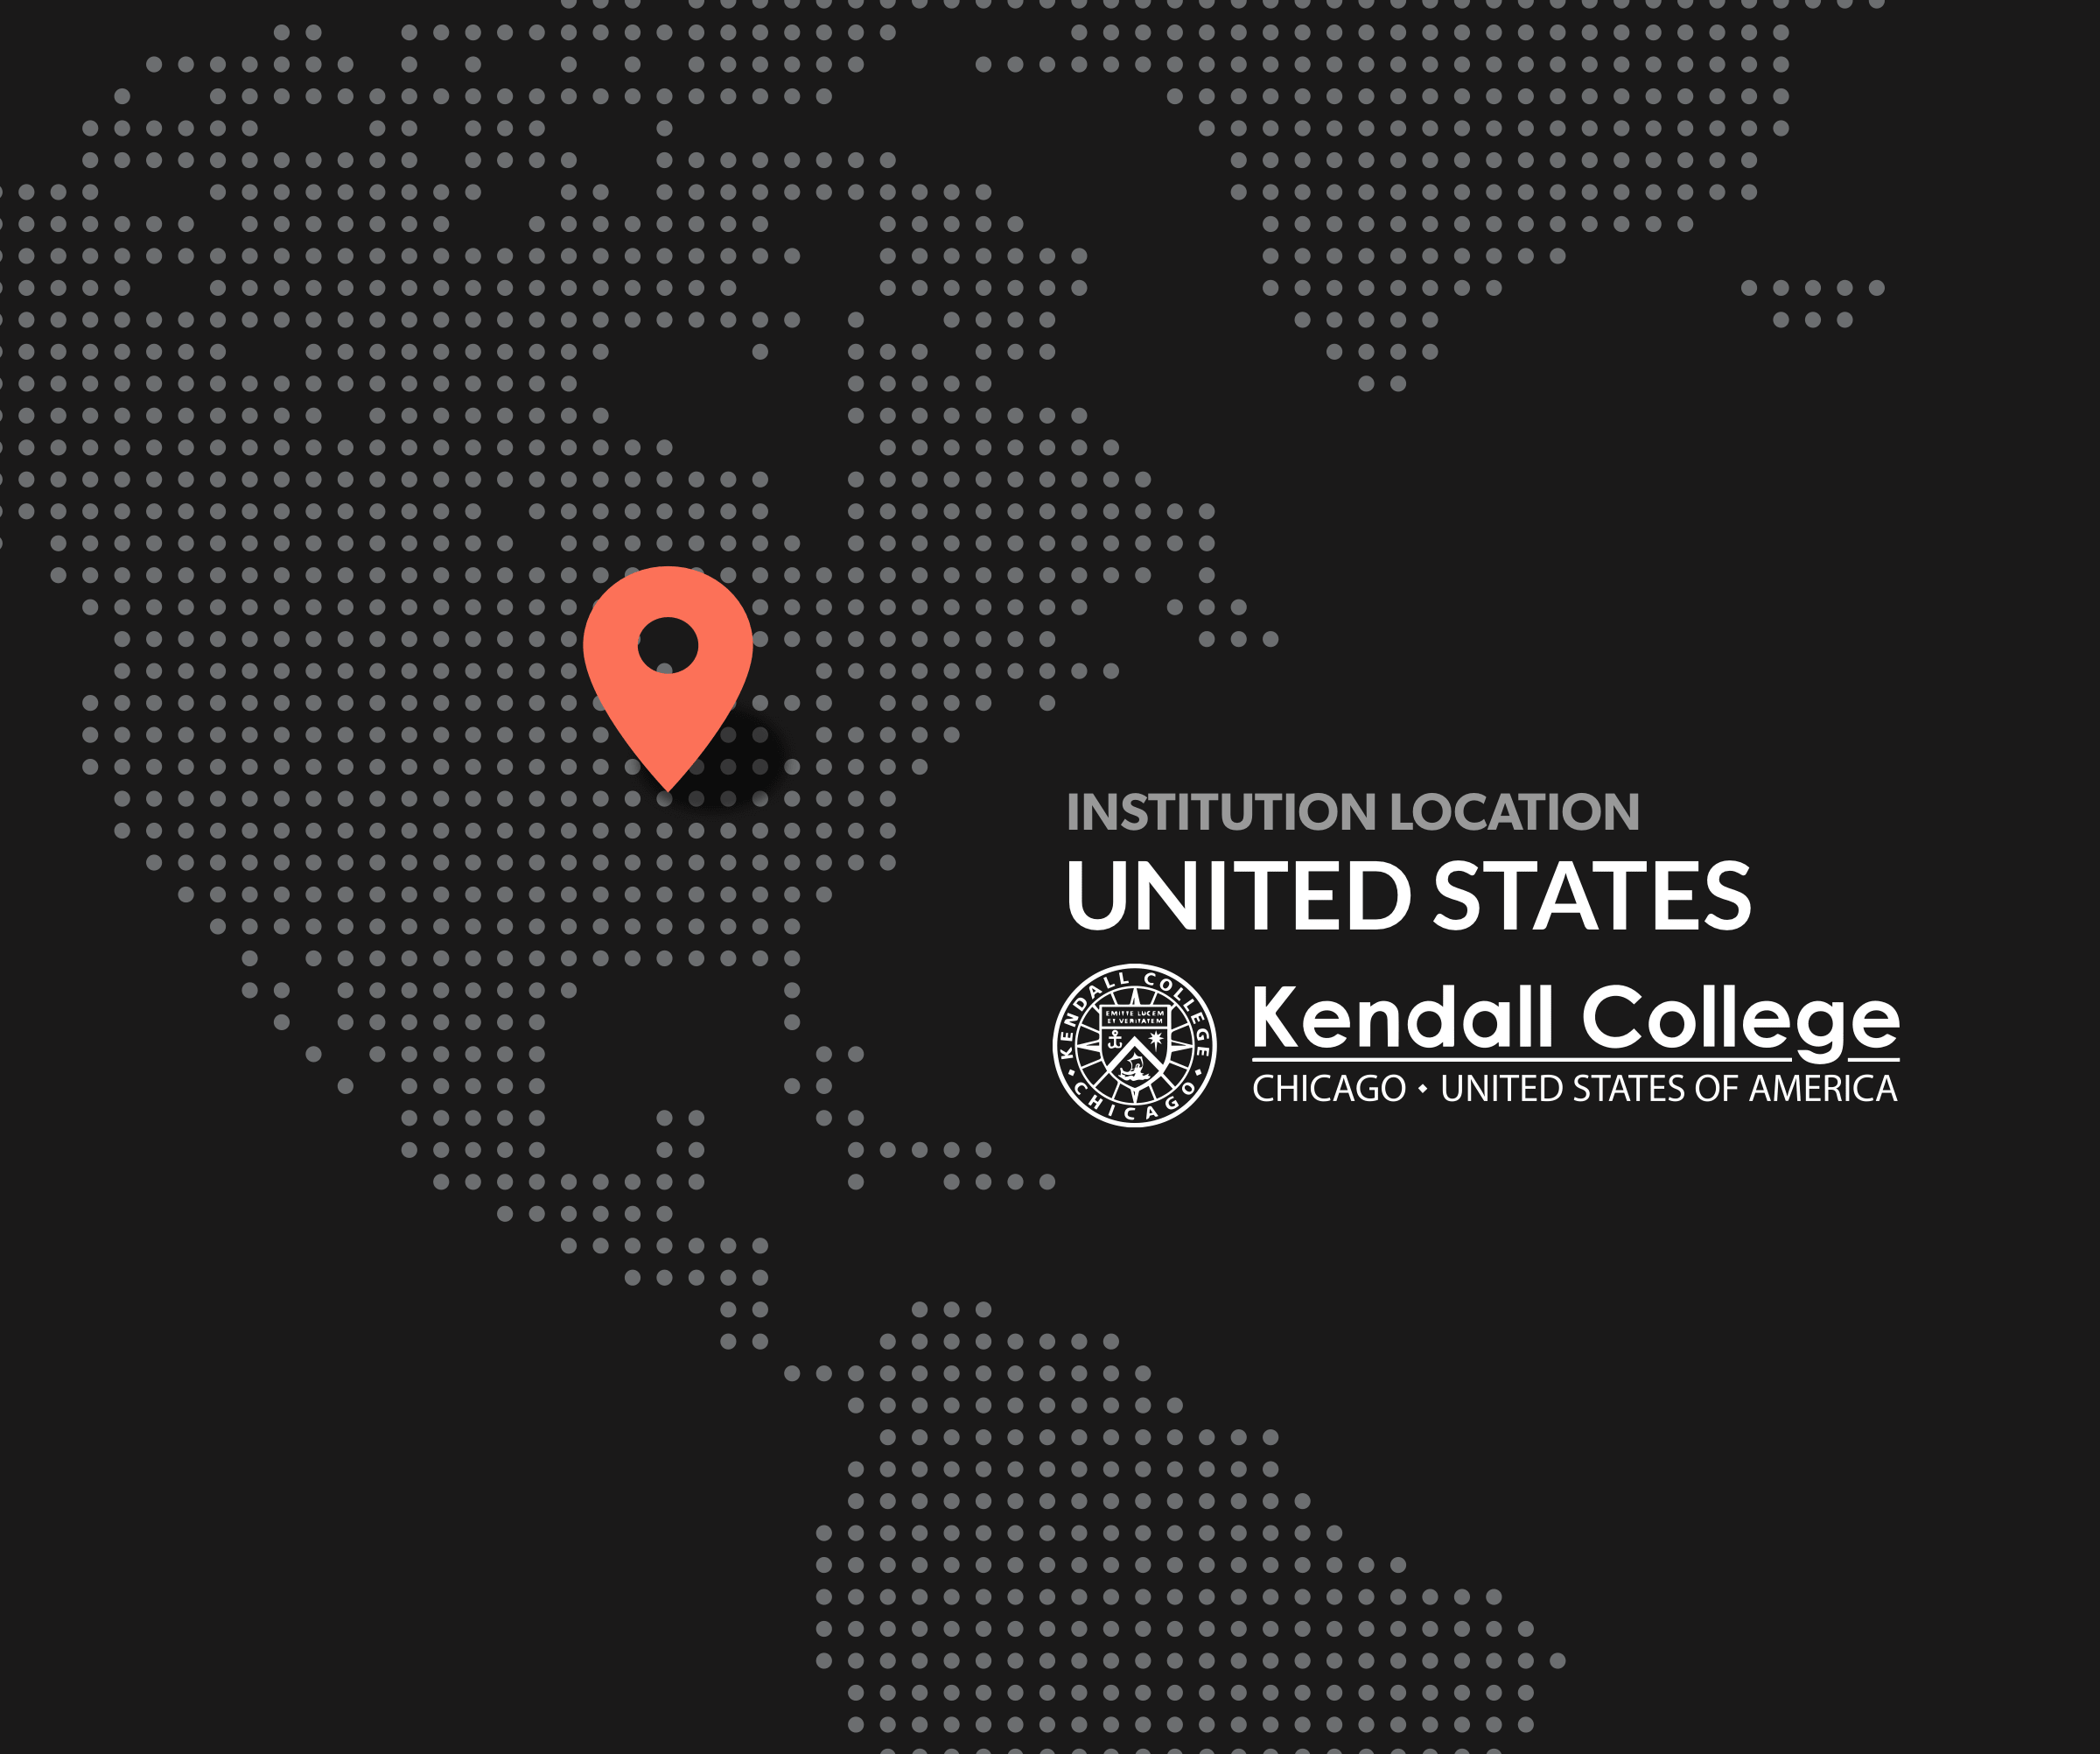 INSTITUTION LOCATION
UNITED STATES
KENDALL COLLEGE
EMITTE LUCEM
ET VERITATEM
CHICAGO
Kendall College
CHICAGO • UNITED STATES OF AMERICA